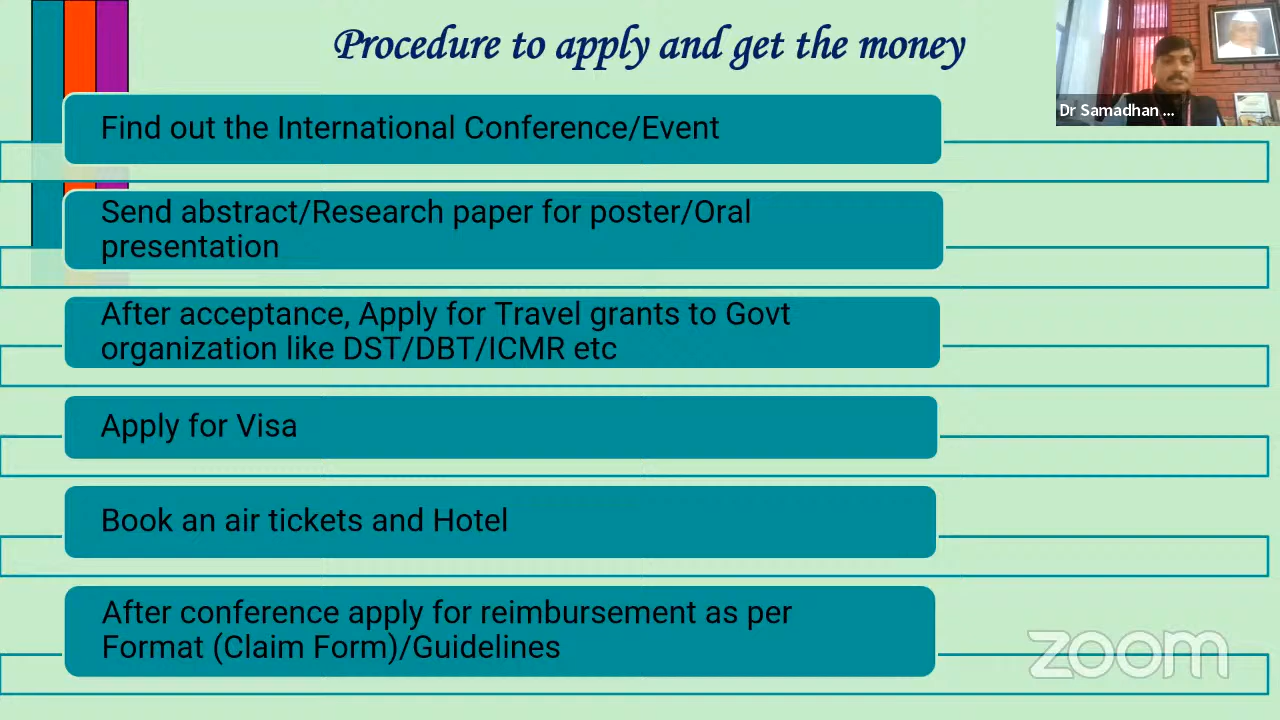 Procedure to apply and get the money
Dr Samadhan ...
Find out the International Conference/Event
Send abstract/Research paper for poster/Oral
presentation
After acceptance, Apply for Travel grants to Govt
organization like DST/DBT/ICMR etc
Apply for Visa
Book an air tickets and Hotel
After conference apply for reimbursement as per
Format (Claim Form)/Guidelines
zoom